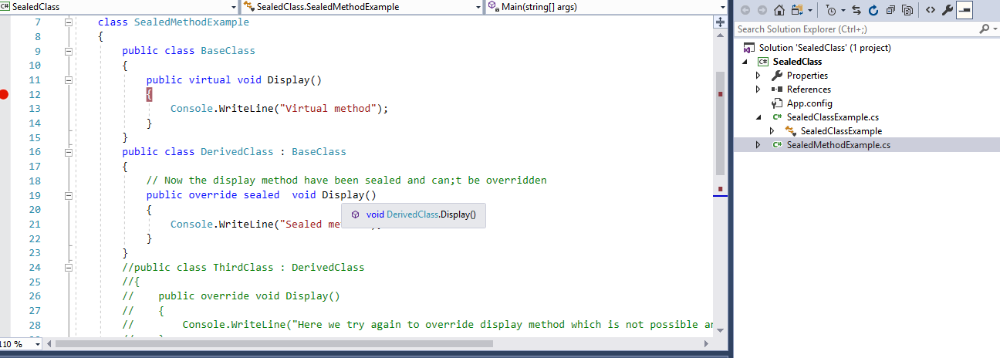 SealedClass
SealedClass.SealedMethodExample
Main(string[] args)
7 class SealedMethodExample
8 {
9 public class BaseClass
10 {
11 public virtual void Display()
12 {
13 Console.WriteLine("Virtual method");
14 }
15 }
16 public class DerivedClass : BaseClass
17 {
18 // Now the display method have been sealed and can;t be overridden
19 public override sealed  void Display()
20 {
void DerivedClass.Display()
21 Console.WriteLine("Sealed me
22 }
23 }
24 //public class ThirdClass : DerivedClass
25 //{
26 //    public override void Display()
27 //    {
28 //        Console.WriteLine("Here we try again to override display method which is not possible
110 %
Search Solution Explorer (Ctrl+;)
Solution 'SealedClass' (1 project)
C# SealedClass
Properties
References
App.config
C# SealedClassExample.cs
SealedClassExample
C# SealedMethodExample.cs